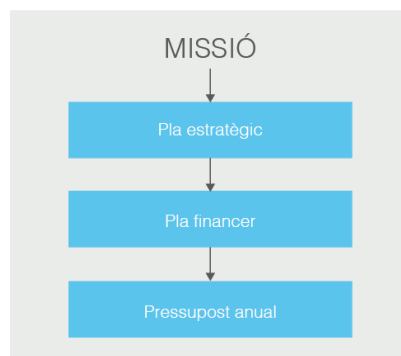 MISSIÓ
Pla estratègic
Pla financer
Pressupost anual